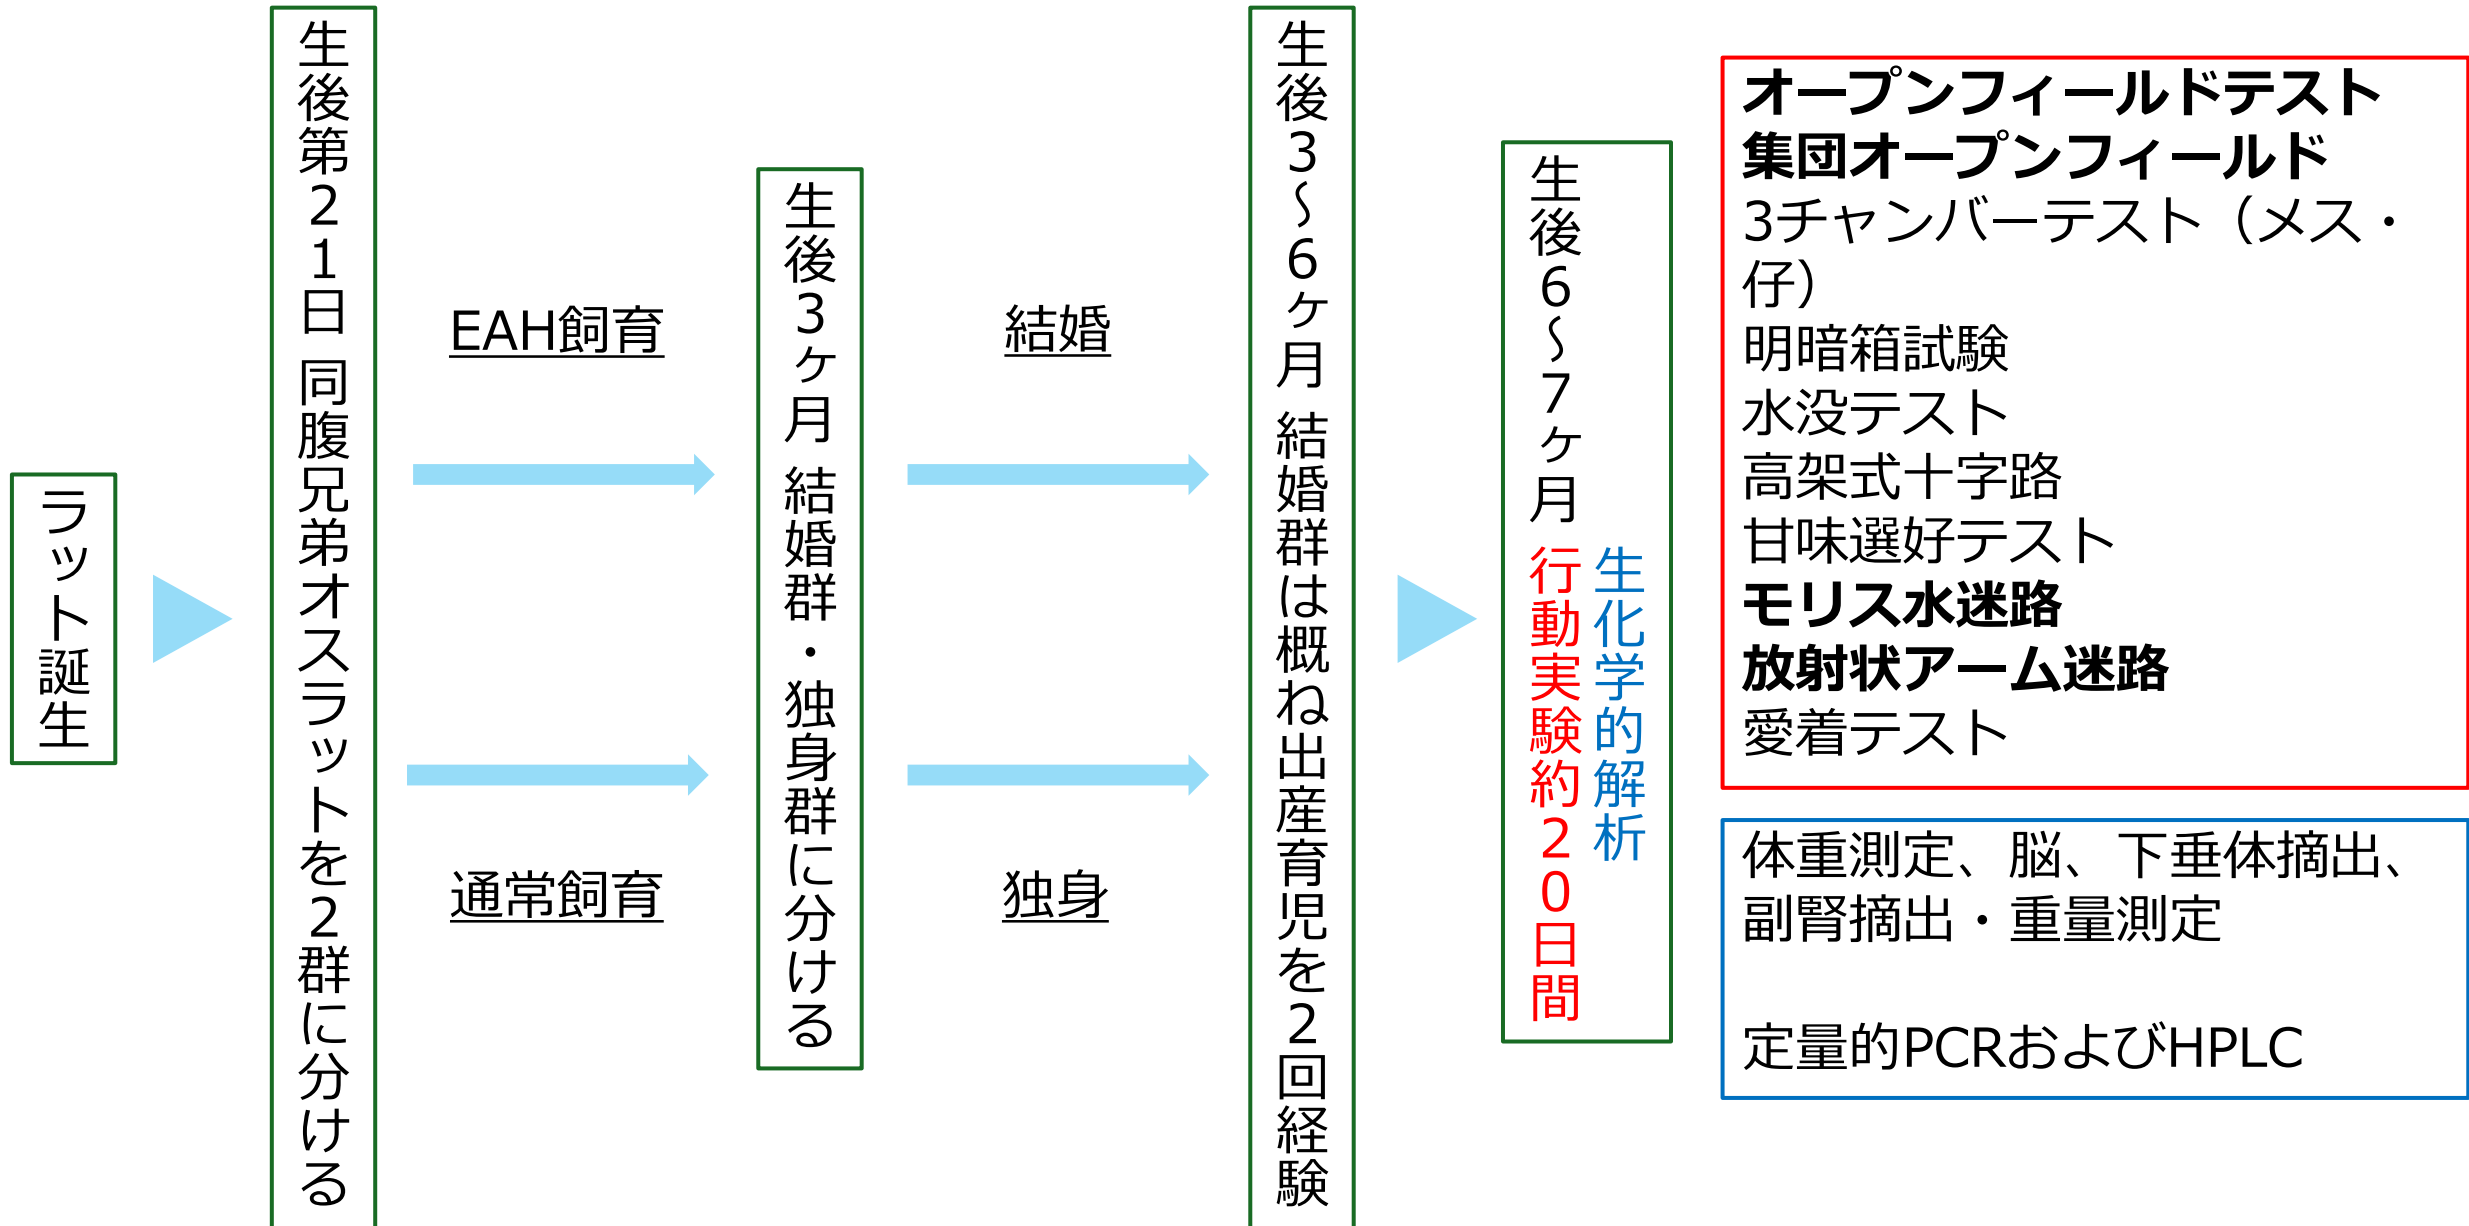 ラット誕生
生後第21日 同腹兄弟オスラットを2群に分ける
EAH飼育
通常飼育
生後3ヶ月 結婚群・独身群に分ける
結婚
独身
生後3～6ヶ月 結婚群は概ね出産育児を2回経験
生後6～7ヶ月 行動実験約20日間
生化学的解析
オープンフィールドテスト
集団オープンフィールド
3チャンバーテスト（メス・
仔）
明暗箱試験
水没テスト
高架式十字路
甘味選好テスト
モリス水迷路
放射状アーム迷路
愛着テスト
体重測定、脳、下垂体摘出、
副腎摘出・重量測定
定量的PCRおよびHPLC